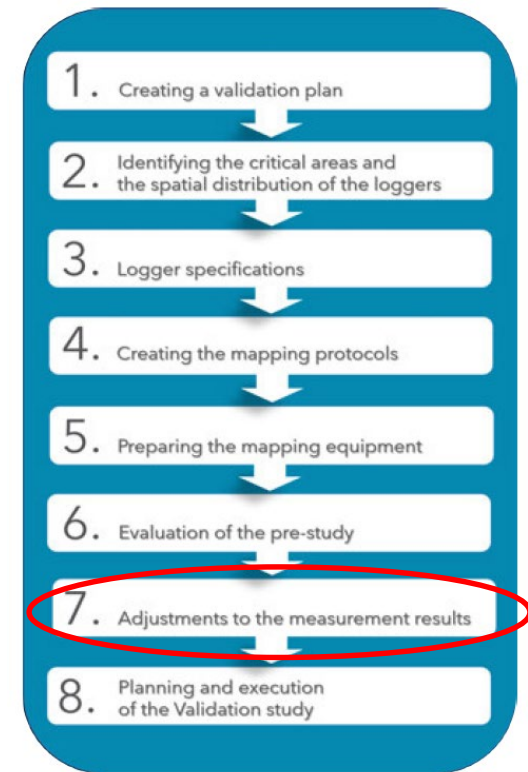 1. Creating a validation plan
2. Identifying the critical areas and
the spatial distribution of the loggers
3. Logger specifications
4. Creating the mapping protocols
5. Preparing the mapping equipment
6. Evaluation of the pre-study
7. Adjustments to the measurement results
8. Planning and execution
of the Validation study